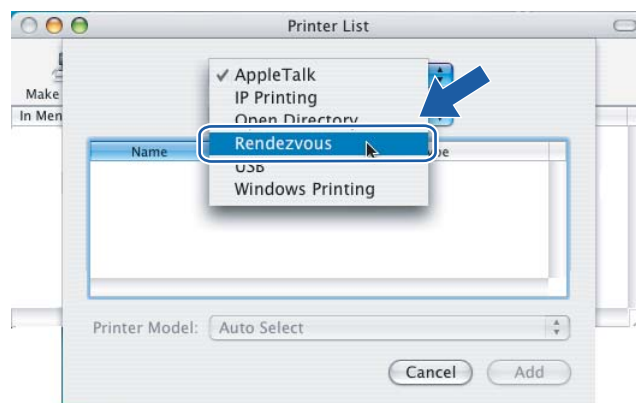 Printer List
AppleTalk
IP Printing
Make
In Men
Open Directory
Rendezvous
Name
USB
Windows Printing
Printer Model: Auto Select
Cancel Add